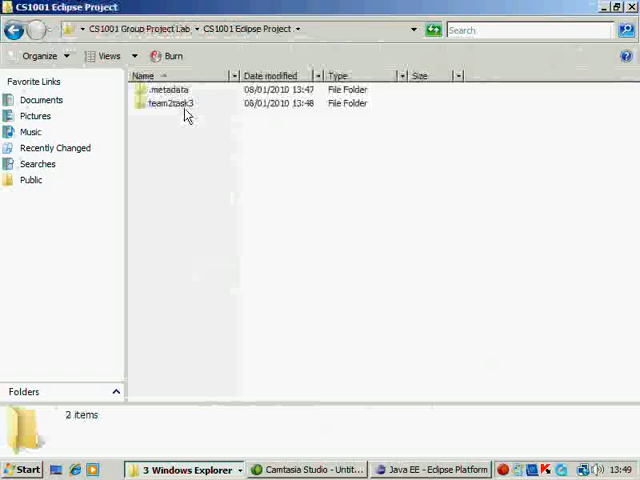 CS1001 Eclipse Project
CS1001 Group Project Lab CS1001 Eclipse Project Search
Organize Views Burn
Favorite Links
Name Date modified Type Size
.metadata 08/01/2010 13:47 File Folder
team2task3 08/01/2010 13:48 File Folder
Documents
Pictures
Music
Recently Changed
Searches
Public
Folders
2 items
Start 3 Windows Explorer Camtasia Studio - Untit... Java EE - Eclipse Platform 13:49